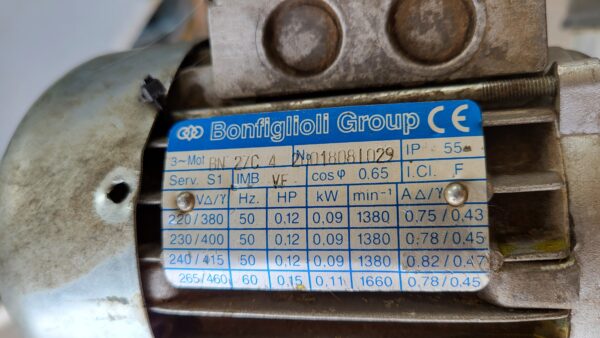 Bonfiglioli Group CE
3~Mot BN 27C 4 N 018081029 IP 55
Serv. S1 IMB VF cosφ 0.65 I.Cl. F
V△/Y Hz. HP kW min⁻¹ A△/Y
220/380 50 0.12 0.09 1380 0.75/0.43
230/400 50 0.12 0.09 1380 0.78/0.45
240/415 50 0.12 0.09 1380 0.82/0.47
265/460 60 0.15 0.11 1660 0.78/0.45